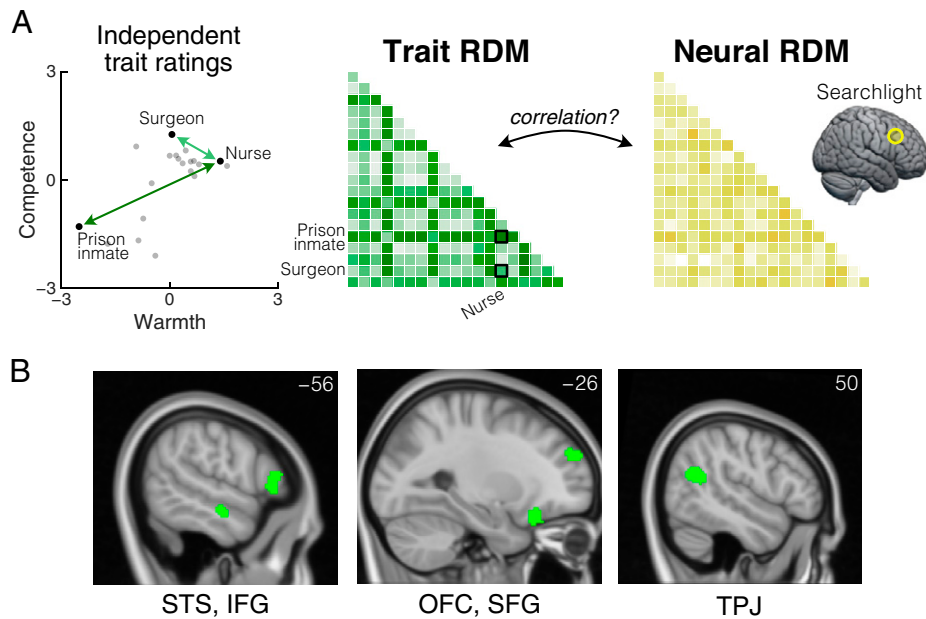 A
Independent
trait ratings
3
Competence
0
−3
−3
0
3
Warmth
Surgeon
Nurse
Prison
inmate
Trait RDM
correlation?
Prison
inmate
Surgeon
Nurse
Neural RDM
Searchlight
B
−56
STS, IFG
−26
OFC, SFG
50
TPJ